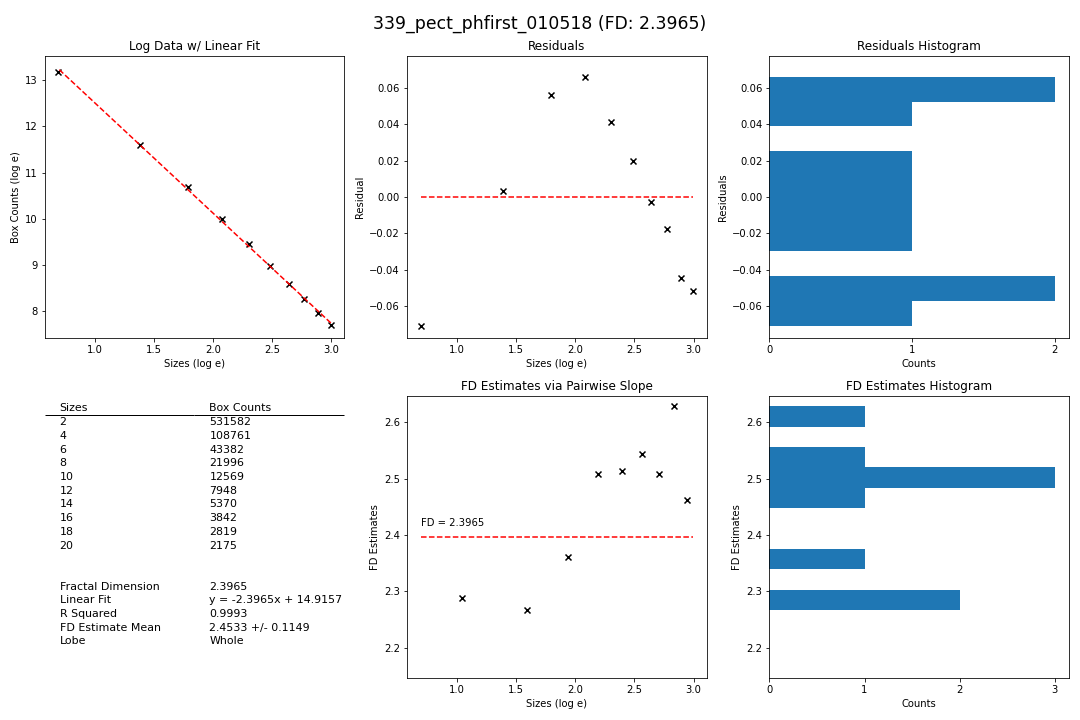 339_pect_phfirst_010518 (FD: 2.3965)
Log Data w/ Linear Fit
Box Counts (log e)
13
12
11
10
9
8
1.0 1.5 2.0 2.5 3.0
Sizes (log e)
Residuals
Residual
0.06
0.04
0.02
0.00
−0.02
−0.04
−0.06
1.0 1.5 2.0 2.5 3.0
Sizes (log e)
Residuals Histogram
Residuals
0.06
0.04
0.02
0.00
−0.02
−0.04
−0.06
0 1 2
Counts
Sizes Box Counts
2 531582
4 108761
6 43382
8 21996
10 12569
12 7948
14 5370
16 3842
18 2819
20 2175
Fractal Dimension 2.3965
Linear Fit y = -2.3965x + 14.9157
R Squared 0.9993
FD Estimate Mean 2.4533 +/- 0.1149
Lobe Whole
FD Estimates via Pairwise Slope
FD Estimates
2.6
2.5
2.4
2.3
2.2
FD = 2.3965
1.0 1.5 2.0 2.5 3.0
Sizes (log e)
FD Estimates Histogram
FD Estimates
2.6
2.5
2.4
2.3
2.2
0 1 2 3
Counts